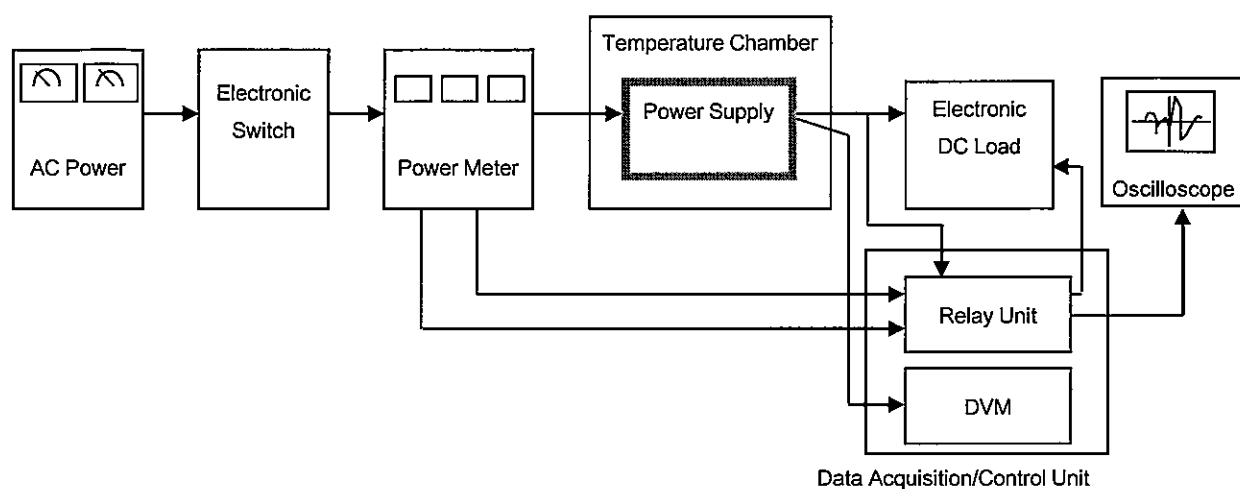 AC Power
Electronic
Switch
Power Meter
Temperature Chamber
Power Supply
Electronic
DC Load
Oscilloscope
Relay Unit
DVM
Data Acquisition/Control Unit